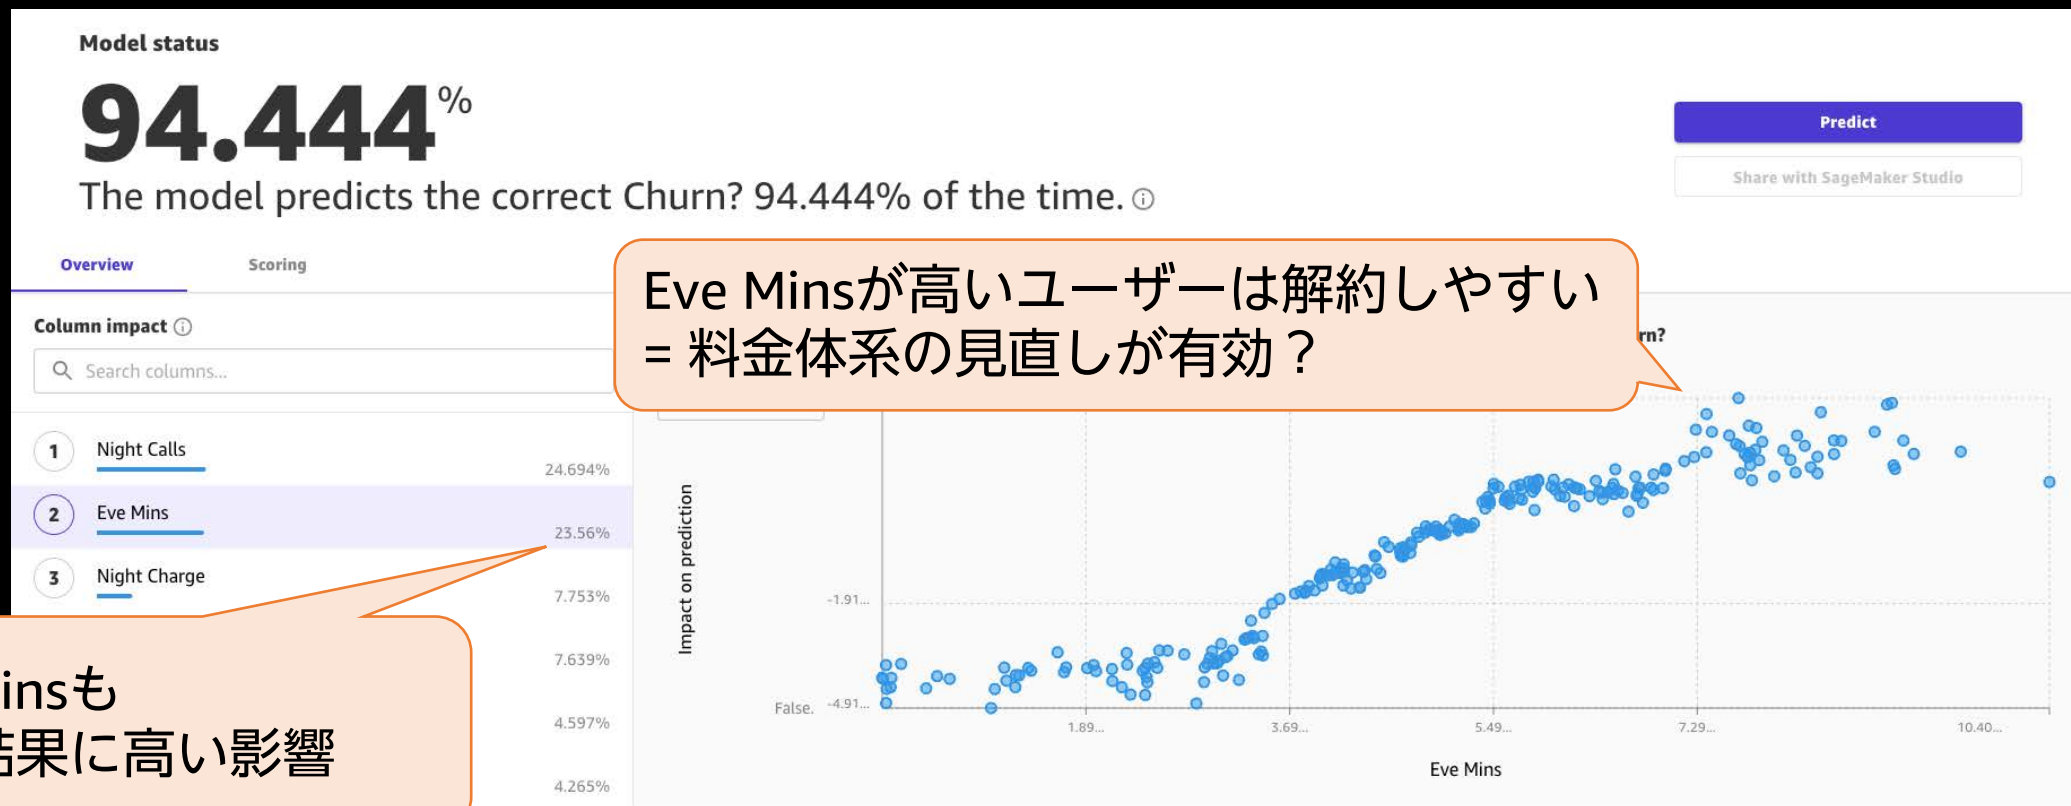 Model status
94.444%
The model predicts the correct Churn? 94.444% of the time.
Predict
Share with SageMaker Studio
Overview
Scoring
Eve Minsが高いユーザーは解約しやすい
= 料金体系の見直しが有効？
rn?
Column impact
Search columns...
1 Night Calls 24.694%
2 Eve Mins 23.56%
3 Night Charge 7.753%
7.639%
4.597%
4.265%
insも
果に高い影響
Impact on prediction
-1.91...
False. -4.91...
1.89... 3.69... 5.49... 7.29... 10.40...
Eve Mins